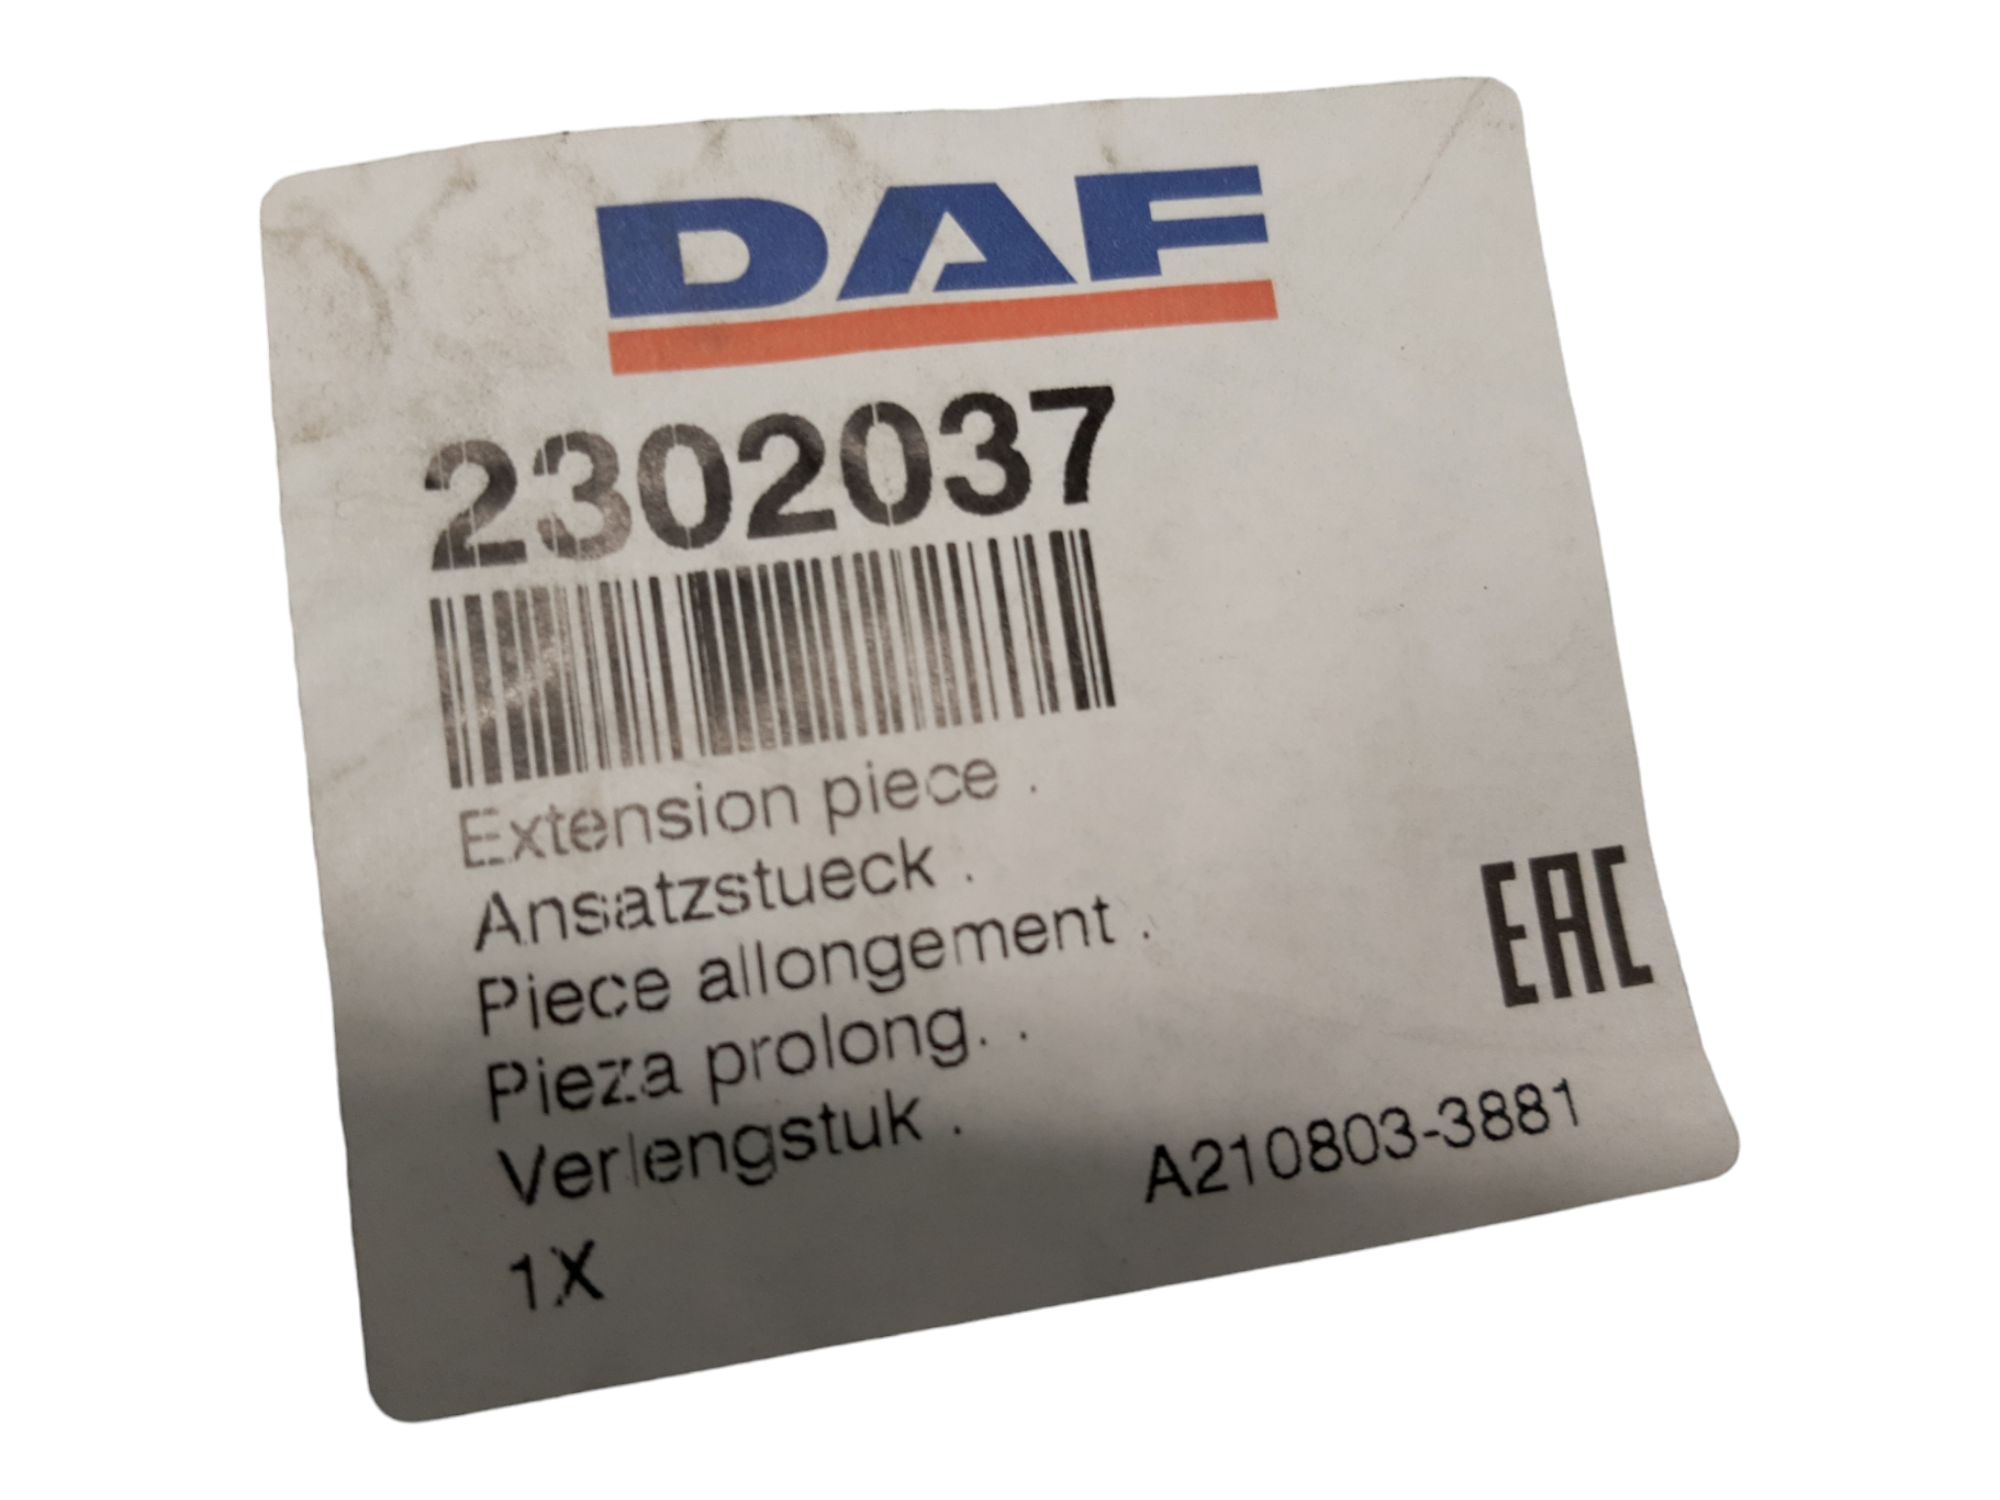 DAF
2302037
Extension piece .
Ansatzstueck .
Piece allongement .
Pieza prolong. .
Verlengstuk .
EAC
A210803-3881
1X